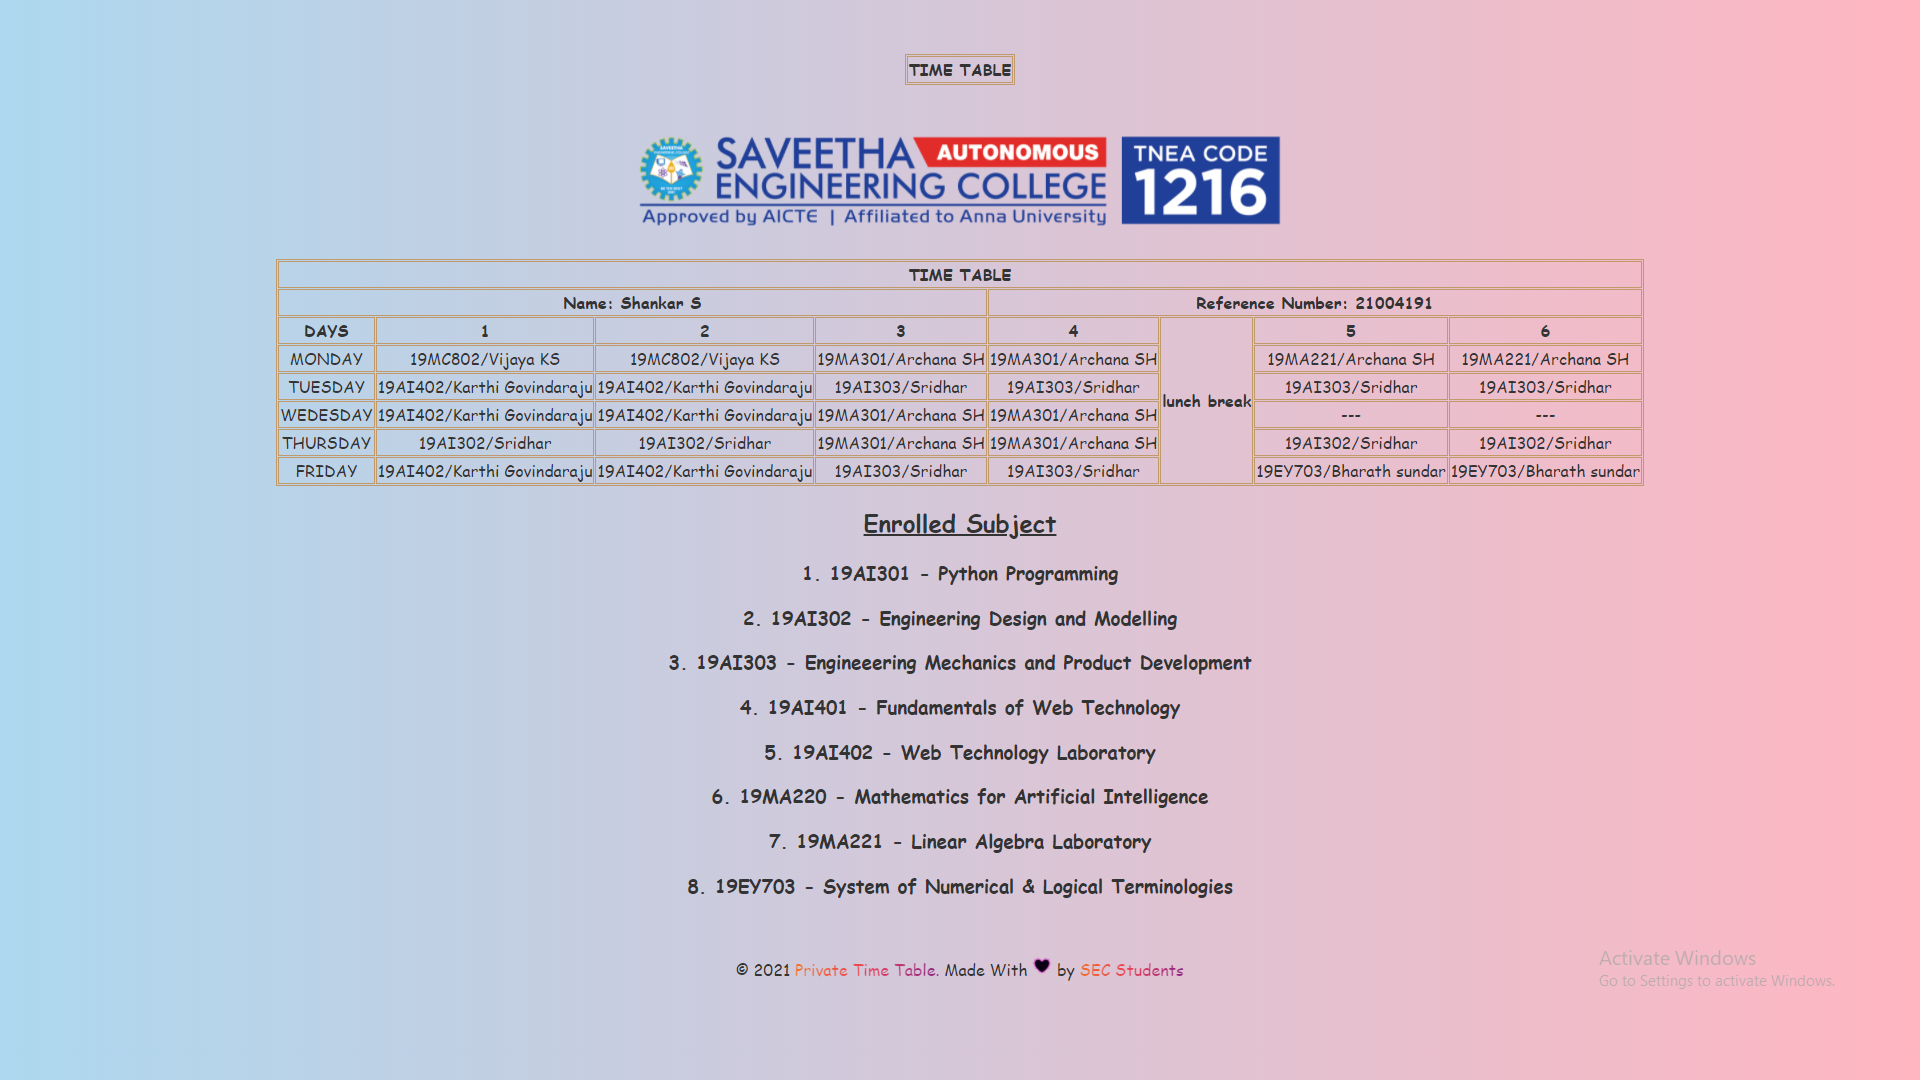 TIME TABLE
SAVEETHA AUTONOMOUS
ENGINEERING COLLEGE
Approved by AICTE | Affiliated to Anna University
TNEA CODE
1216
TIME TABLE
Name: Shankar S Reference Number: 21004191
DAYS 1 2 3 4 5 6
MONDAY 19MC802/Vijaya KS 19MC802/Vijaya KS 19MA301/Archana SH 19MA301/Archana SH 19MA221/Archana SH 19MA221/Archana SH
TUESDAY 19AI402/Karthi Govindaraju 19AI402/Karthi Govindaraju 19AI303/Sridhar 19AI303/Sridhar 19AI303/Sridhar 19AI303/Sridhar
lunch break
WEDESDAY 19AI402/Karthi Govindaraju 19AI402/Karthi Govindaraju 19MA301/Archana SH 19MA301/Archana SH --- ---
THURSDAY 19AI302/Sridhar 19AI302/Sridhar 19MA301/Archana SH 19MA301/Archana SH 19AI302/Sridhar 19AI302/Sridhar
FRIDAY 19AI402/Karthi Govindaraju 19AI402/Karthi Govindaraju 19AI303/Sridhar 19AI303/Sridhar 19EY703/Bharath sundar 19EY703/Bharath sundar
Enrolled Subject
1. 19AI301 - Python Programming
2. 19AI302 - Engineering Design and Modelling
3. 19AI303 - Engineeering Mechanics and Product Development
4. 19AI401 - Fundamentals of Web Technology
5. 19AI402 - Web Technology Laboratory
6. 19MA220 - Mathematics for Artificial Intelligence
7. 19MA221 - Linear Algebra Laboratory
8. 19EY703 - System of Numerical & Logical Terminologies
© 2021 Private Time Table. Made With 🖤 by SEC Students
Activate Windows
Go to Settings to activate Windows.